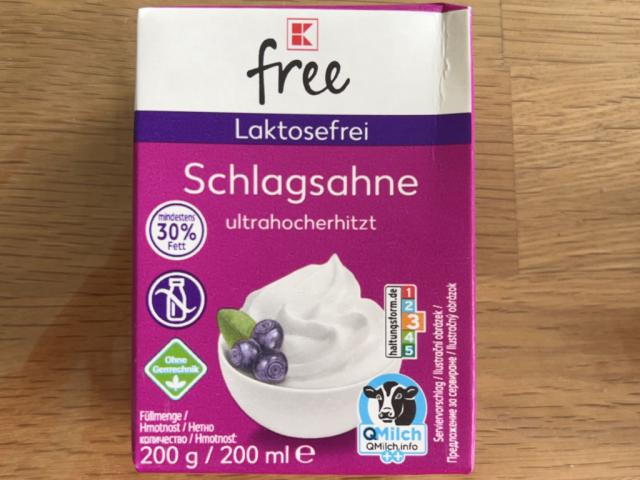 K
free
Laktosefrei
Schlagsahne
ultrahocherhitzt
mindestens
30%
Fett
Ohne
Gentechnik
haltungsform.de
1
2
3
4
5
Serviervorschlag / Ilustrační obrázek /
Предложение за сервиране / Ilustračný obrázok
QMilch
QMilch.info
++
Füllmenge /
Hmotnost / Нетно
количество / Hmotnosť:
200 g / 200 ml e